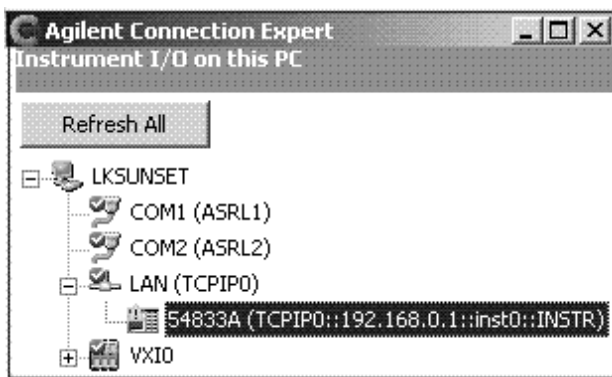 Agilent Connection Expert
Instrument I/O on this PC
Refresh All
LKSUNSET
COM1 (ASRL1)
COM2 (ASRL2)
LAN (TCPIP0)
54833A (TCPIP0::192.168.0.1::inst0::INSTR)
VXI0